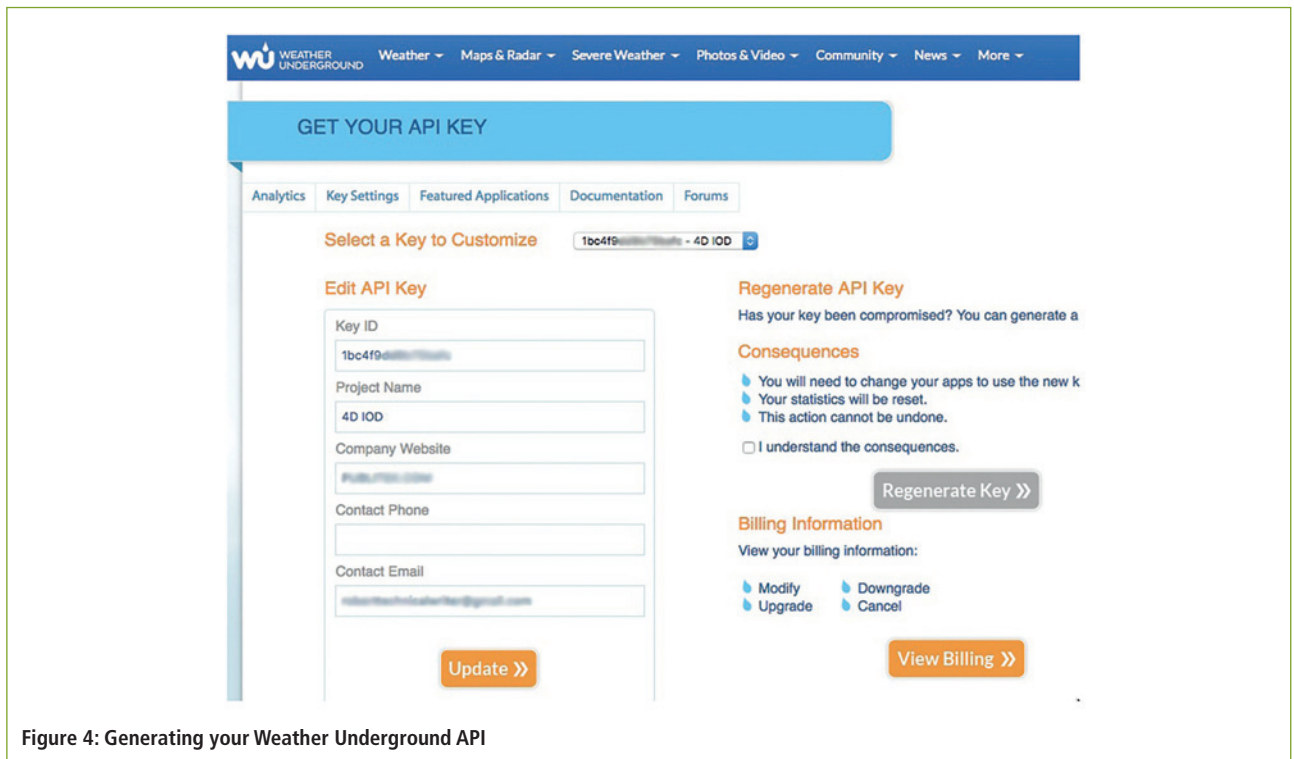 WU WEATHER UNDERGROUND
Weather Maps & Radar Severe Weather Photos & Video Community News More
GET YOUR API KEY
Analytics Key Settings Featured Applications Documentation Forums
Select a Key to Customize 1bc4f9 - 4D IOD
Edit API Key
Key ID
1bc4f9
Project Name
4D IOD
Company Website
Contact Phone
Contact Email
Update »
Regenerate API Key
Has your key been compromised? You can generate a
Consequences
You will need to change your apps to use the new k
Your statistics will be reset.
This action cannot be undone.
I understand the consequences.
Regenerate Key »
Billing Information
View your billing information:
Modify Downgrade
Upgrade Cancel
View Billing »
Figure 4: Generating your Weather Underground API